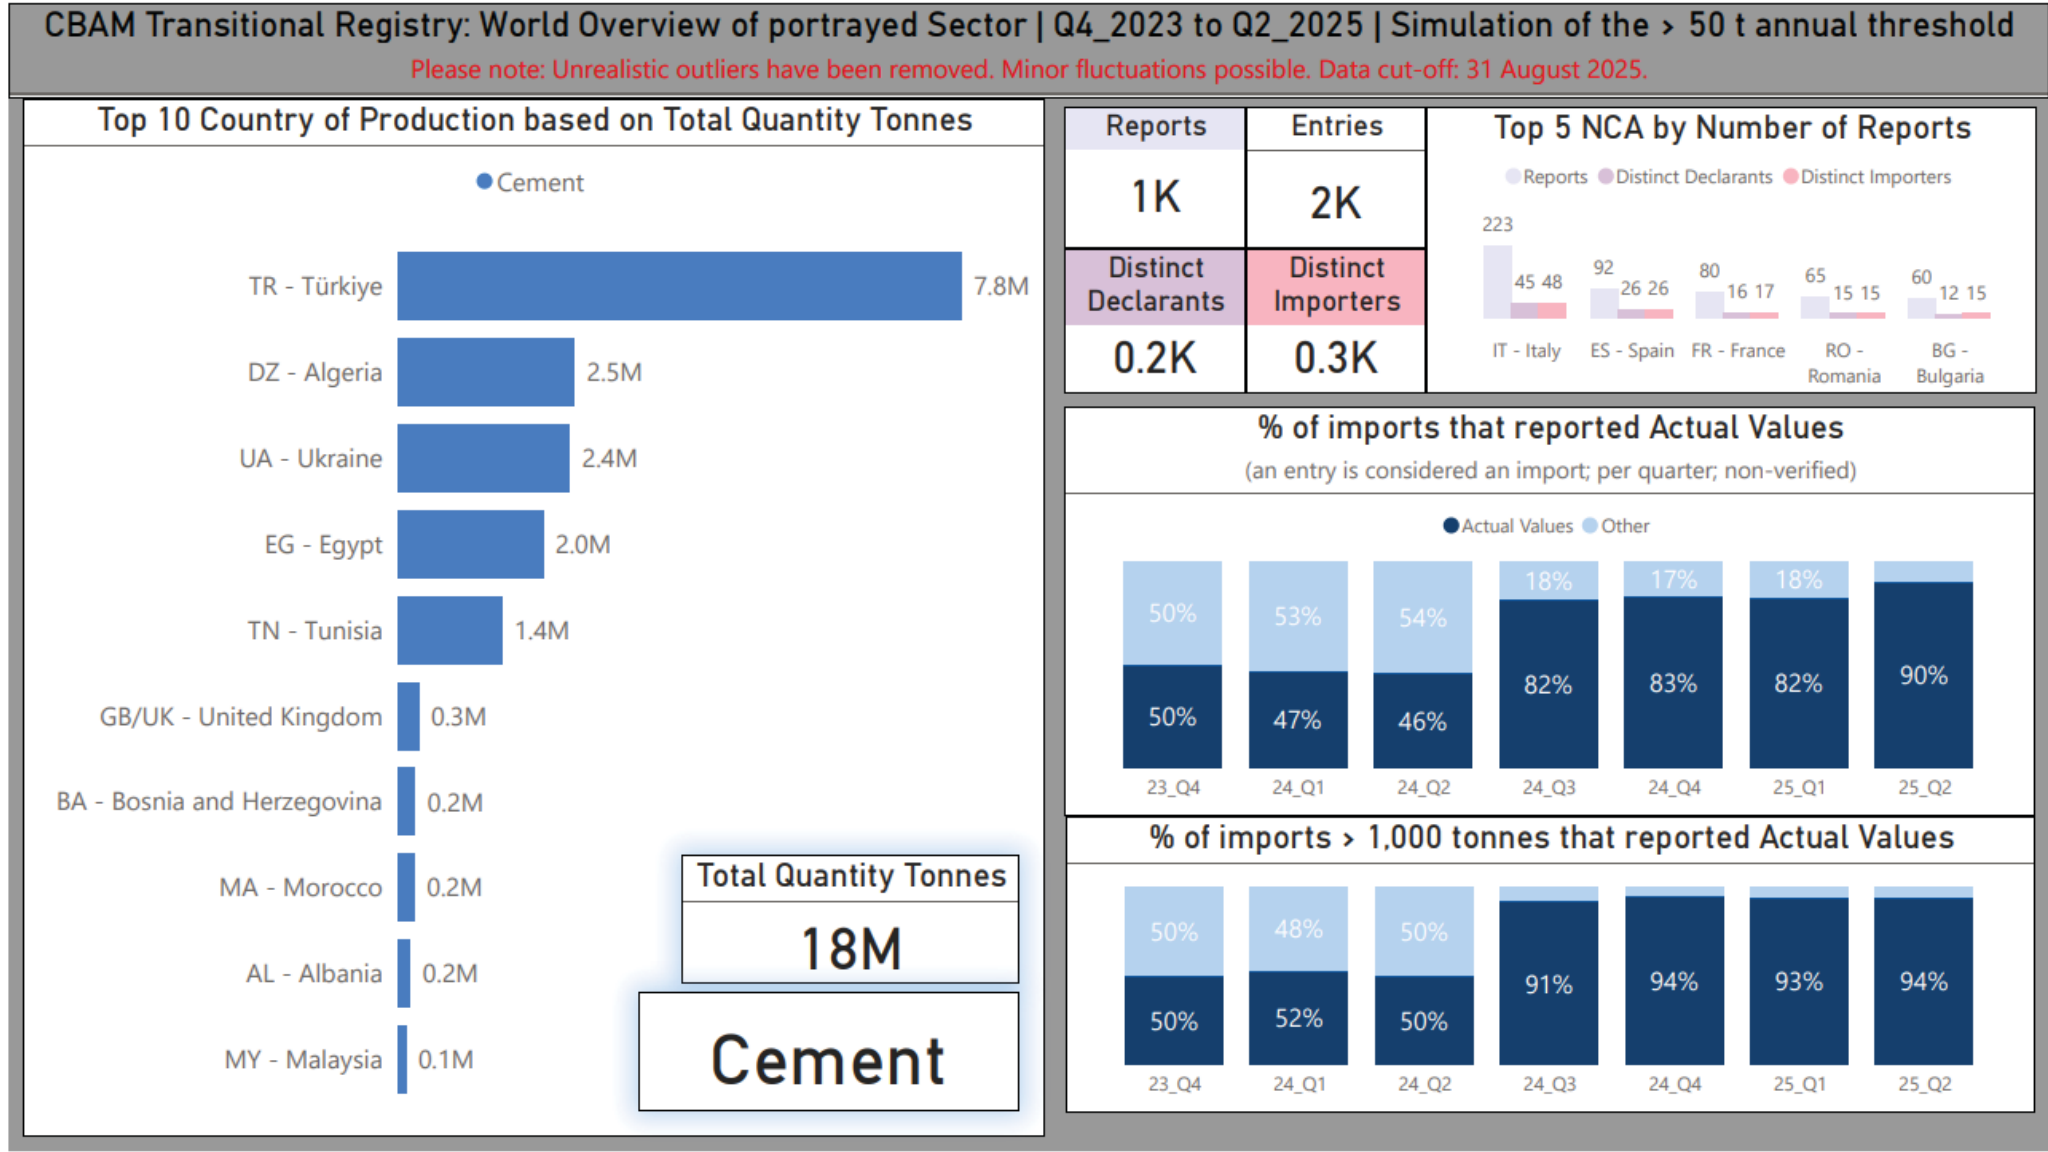 CBAM Transitional Registry: World Overview of portrayed Sector | Q4_2023 to Q2_2025 | Simulation of the > 50 t annual threshold
Please note: Unrealistic outliers have been removed. Minor fluctuations possible. Data cut-off: 31 August 2025.
Top 10 Country of Production based on Total Quantity Tonnes
Cement
TR - Türkiye 7.8M
DZ - Algeria 2.5M
UA - Ukraine 2.4M
EG - Egypt 2.0M
TN - Tunisia 1.4M
GB/UK - United Kingdom 0.3M
BA - Bosnia and Herzegovina 0.2M
MA - Morocco 0.2M
AL - Albania 0.2M
MY - Malaysia 0.1M
Total Quantity Tonnes
18M
Cement
Reports
1K
Entries
2K
Distinct
Declarants
0.2K
Distinct
Importers
0.3K
Top 5 NCA by Number of Reports
Reports Distinct Declarants Distinct Importers
223 45 48 92 26 26 80 16 17 65 15 15 60 12 15
IT - Italy ES - Spain FR - France RO - BG -
Romania Bulgaria
% of imports that reported Actual Values
(an entry is considered an import; per quarter; non-verified)
Actual Values Other
50% 53% 54% 18% 17% 18%
50% 47% 46% 82% 83% 82% 90%
23_Q4 24_Q1 24_Q2 24_Q3 24_Q4 25_Q1 25_Q2
% of imports > 1,000 tonnes that reported Actual Values
50% 48% 50%
50% 52% 50% 91% 94% 93% 94%
23_Q4 24_Q1 24_Q2 24_Q3 24_Q4 25_Q1 25_Q2